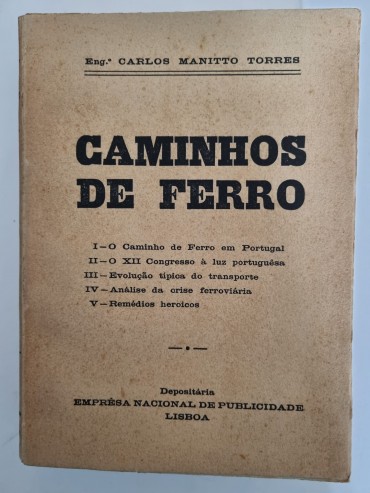 Eng.º CARLOS MANITTO TORRES
CAMINHOS
DE FERRO
I—O Caminho de Ferro em Portugal
II—O XII Congresso à luz portuguêsa
III—Evolução típica do transporte
IV—Análise da crise ferroviária
V—Remédios heroicos
Depositária
EMPRÊSA NACIONAL DE PUBLICIDADE
LISBOA